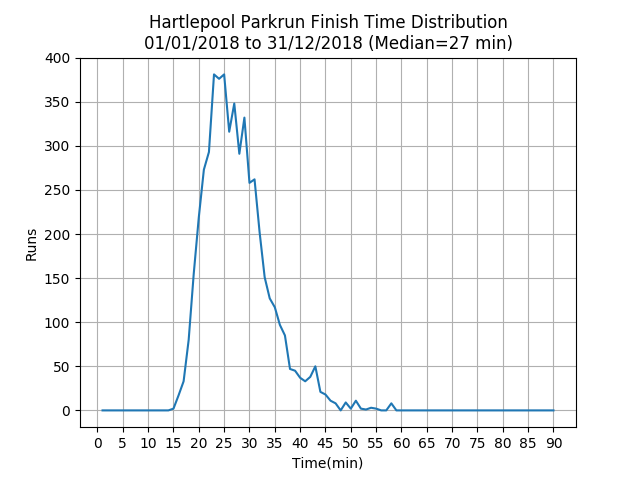 Hartlepool Parkrun Finish Time Distribution
01/01/2018 to 31/12/2018 (Median=27 min)
400
350
300
250
200
150
100
50
0
Runs
0 5 10 15 20 25 30 35 40 45 50 55 60 65 70 75 80 85 90
Time(min)